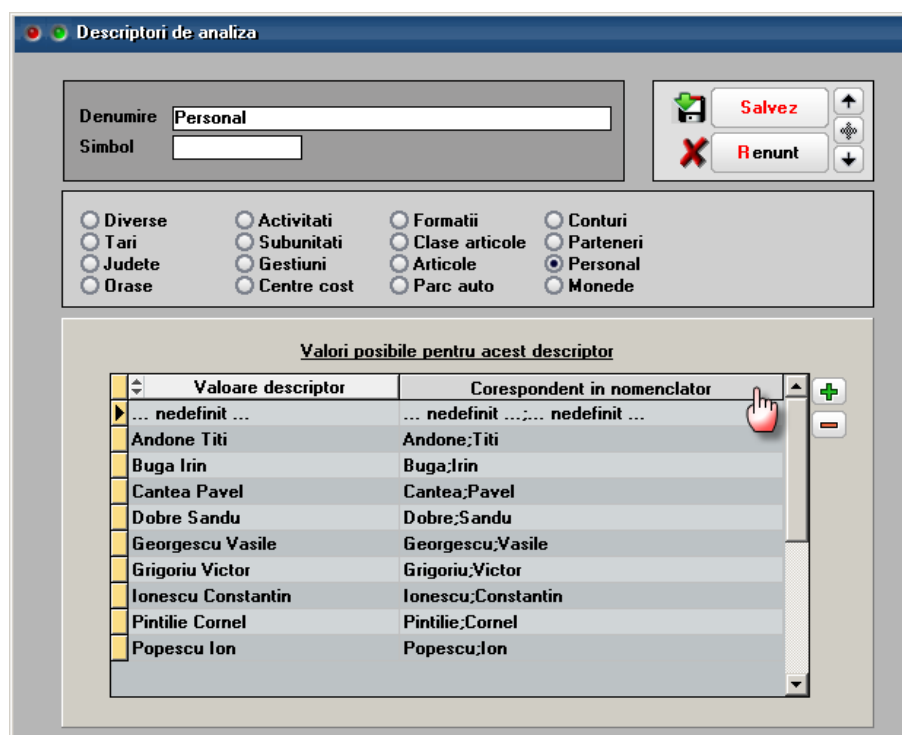 Descriptori de analiza
Denumire Personal
Simbol
Salvez
Renunt
Diverse Activitati Formatii Conturi
Tari Subunitati Clase articole Parteneri
Judete Gestiuni Articole Personal
Orase Centre cost Parc auto Monede
Valori posibile pentru acest descriptor
Valoare descriptor Corespondent in nomenclator
... nedefinit ... ... nedefinit ...;... nedefinit ...
Andone Titi Andone;Titi
Buga Irin Buga;Irin
Cantea Pavel Cantea;Pavel
Dobre Sandu Dobre;Sandu
Georgescu Vasile Georgescu;Vasile
Grigoriu Victor Grigoriu;Victor
Ionescu Constantin Ionescu;Constantin
Pintilie Cornel Pintilie;Cornel
Popescu Ion Popescu;Ion